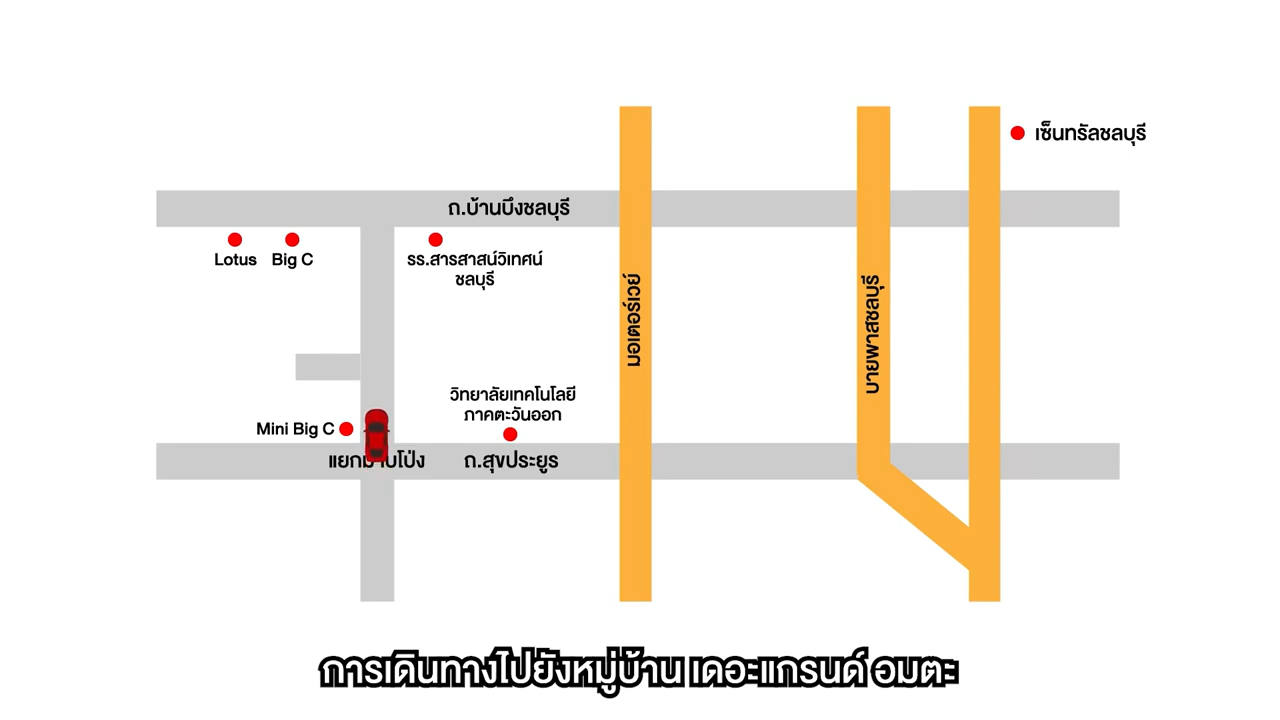 เซ็นทรัลชลบุรี
ถ.บ้านบึงชลบุรี
Lotus
Big C
รร.สารสาสน์วิเทศน์
ชลบุรี
มอเตอร์เวย์
บายพาสชลบุรี
วิทยาลัยเทคโนโลยี
ภาคตะวันออก
Mini Big C
ถ.สุขประยูร
การเดินทางไปยังหมู่บ้าน เดอะแกรนด์ อมตะ